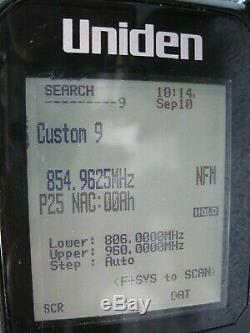 Uniden
SEARCH 10:14
---------9 Sep10
Custom 9
854.9625MHz NFM
P25 NAC:00Ah
HOLD
Lower: 806.0000MHz
Upper: 960.0000MHz
Step : Auto
<F+SYS to SCAN>
DAT
SCR